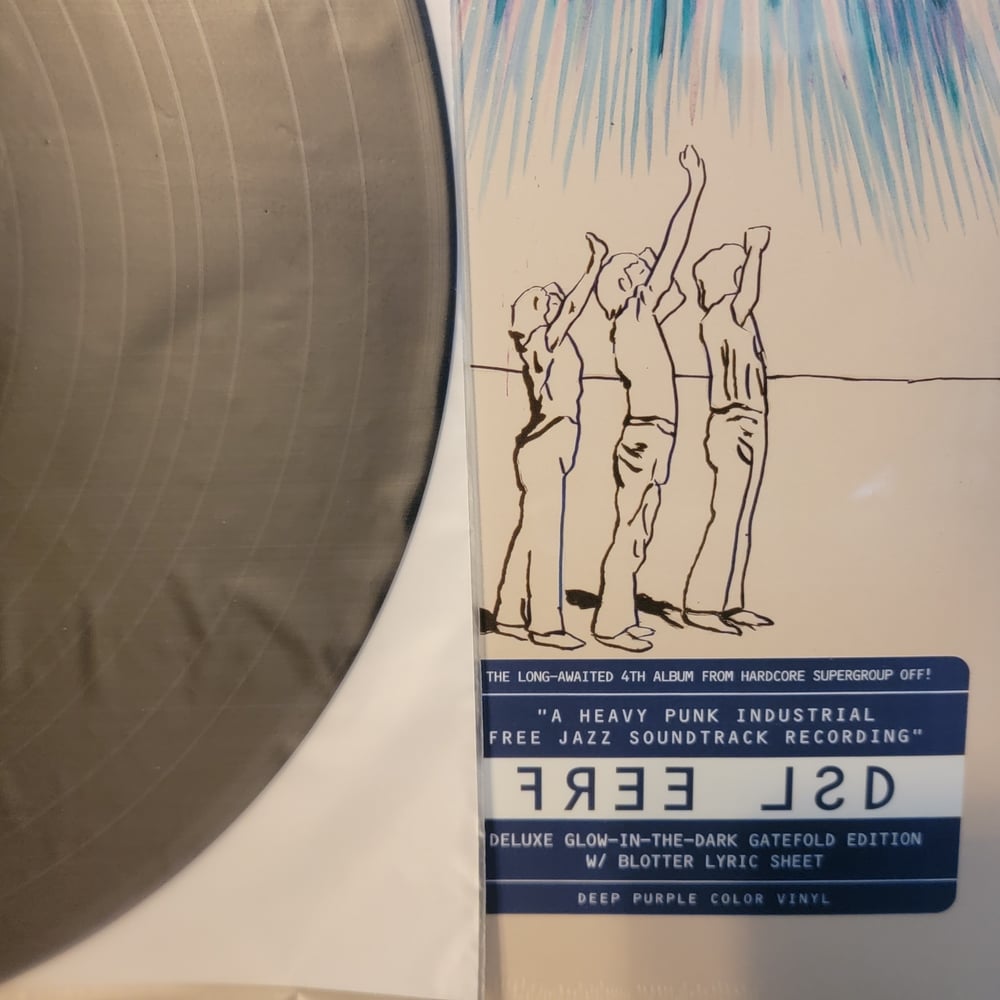 THE LONG-AWAITED 4TH ALBUM FROM HARDCORE SUPERGROUP OFF!
"A HEAVY PUNK INDUSTRIAL
FREE JAZZ SOUNDTRACK RECORDING"
FREE LSD
DELUXE GLOW-IN-THE-DARK GATEFOLD EDITION
W/ BLOTTER LYRIC SHEET
DEEP PURPLE COLOR VINYL